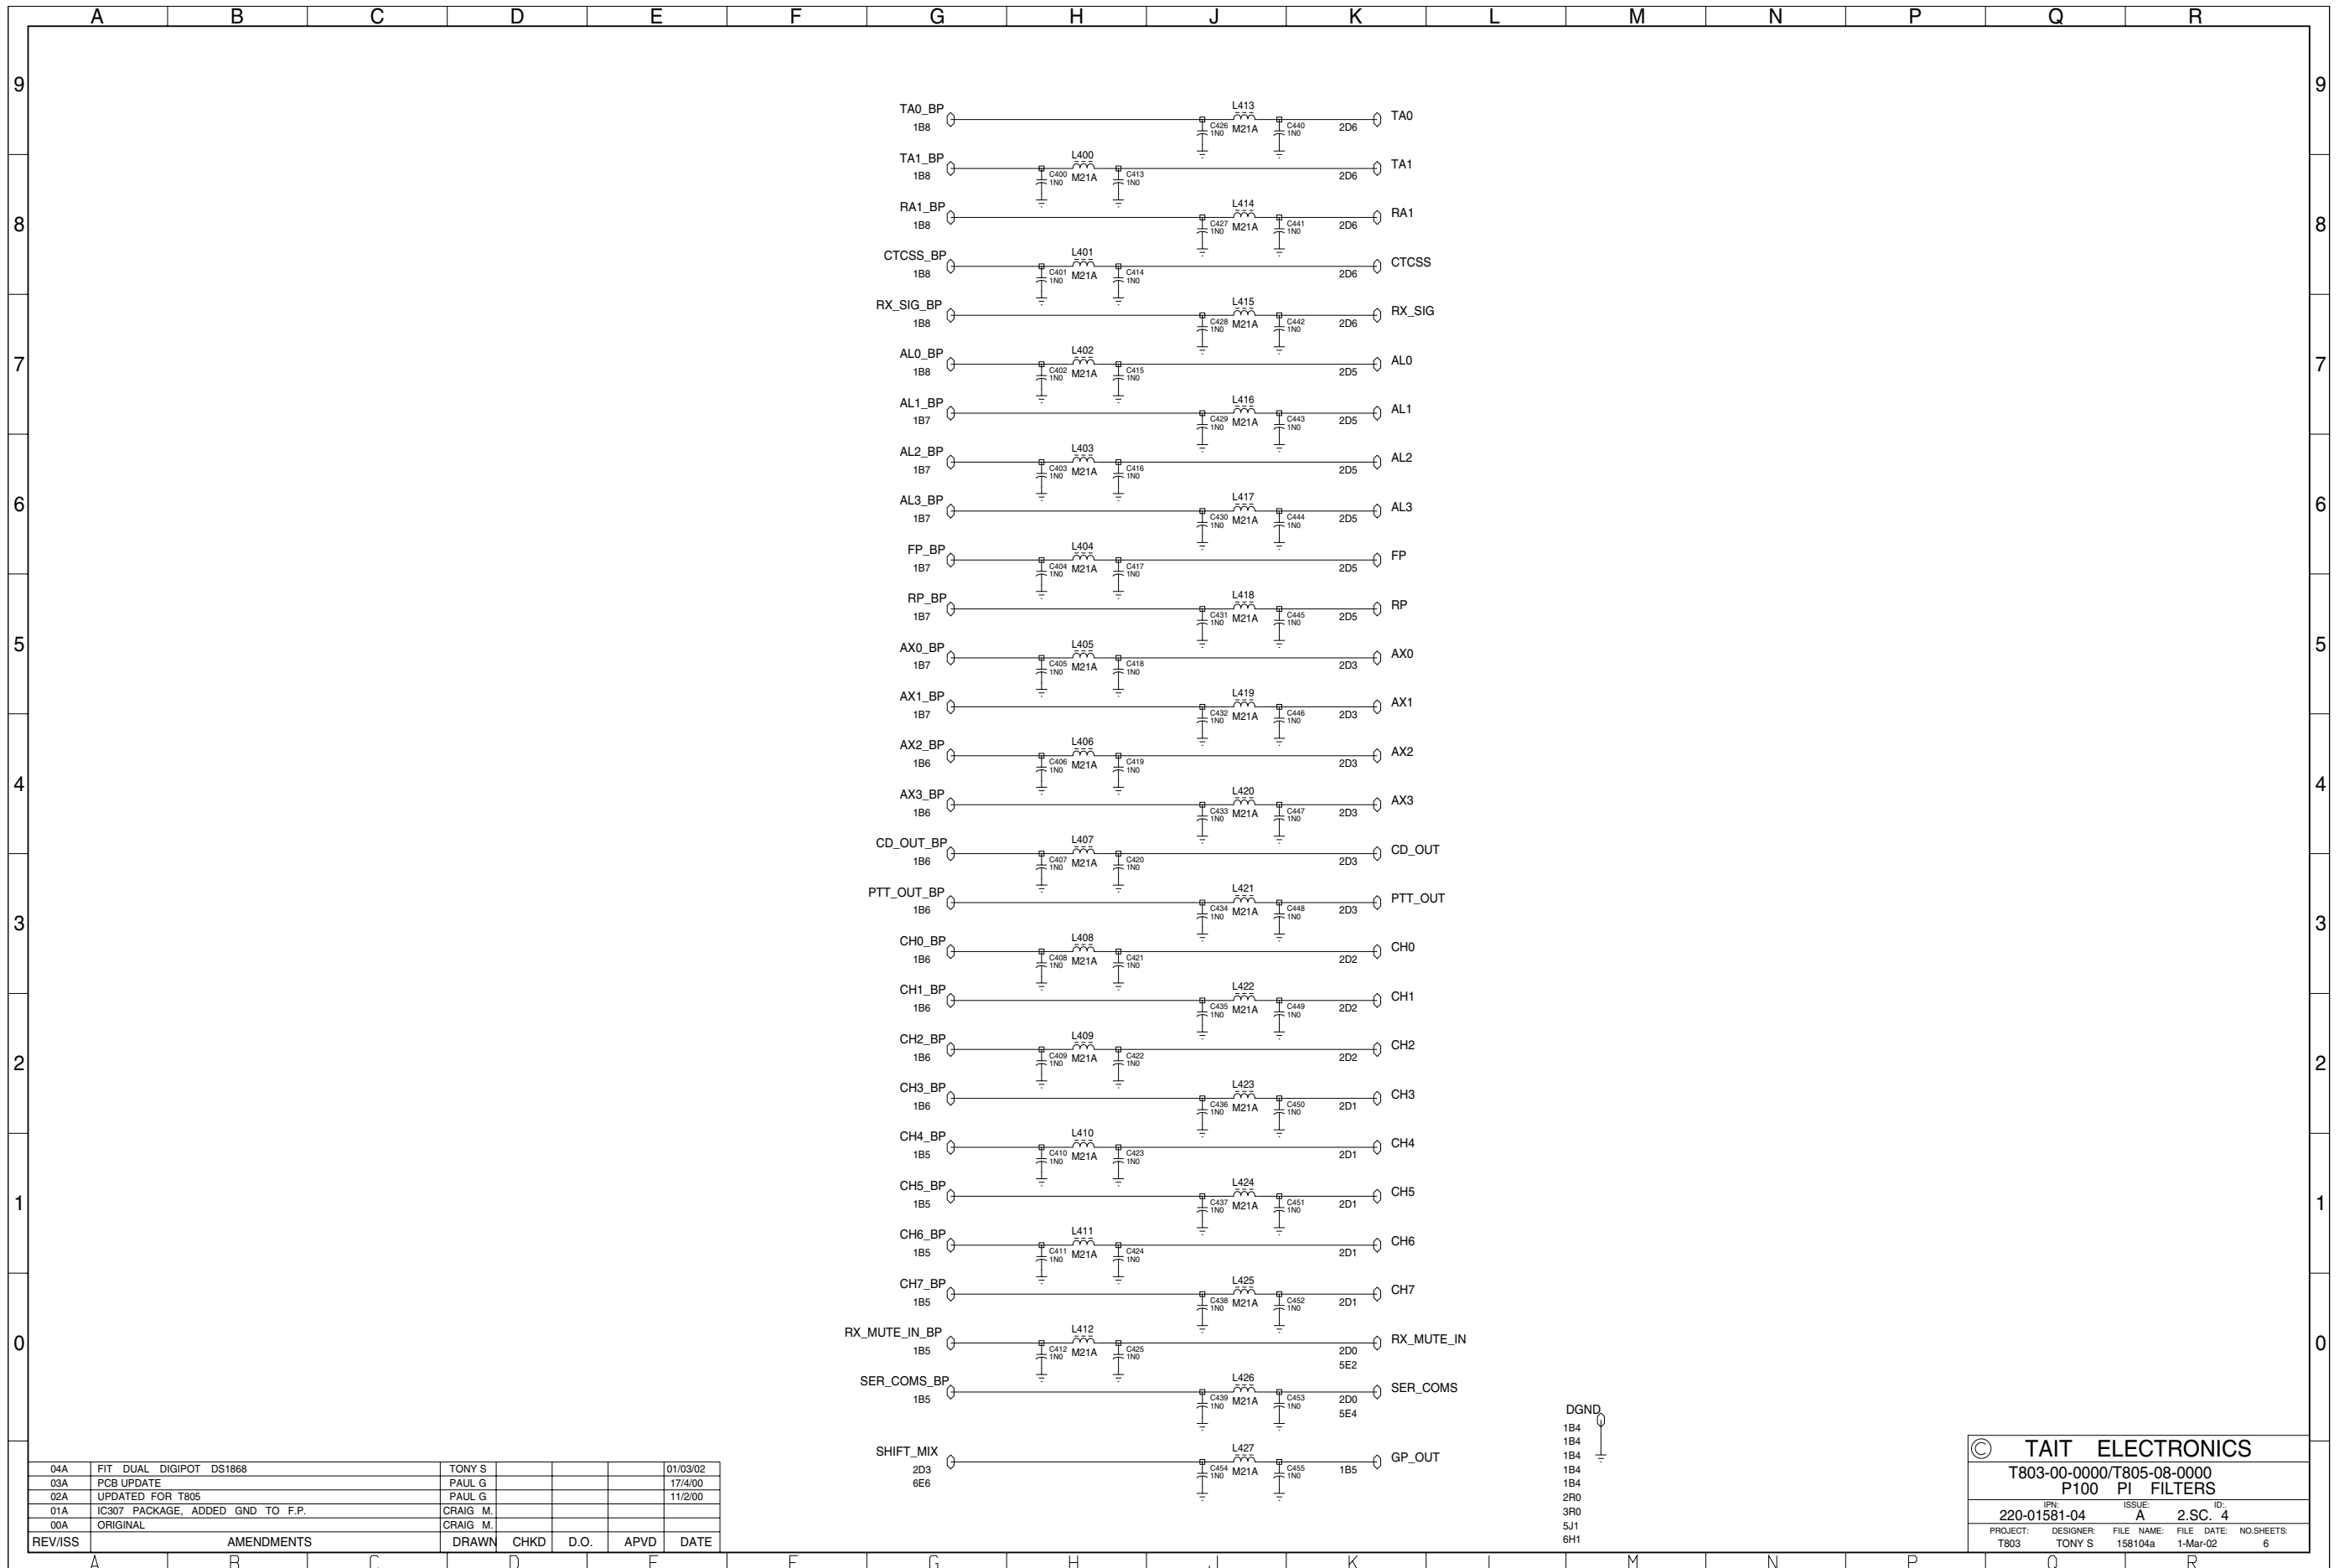 A B C D E F G H J K L M N P Q R
9 9
TA0_BP L413 TA0
1B8 C426 1N0 M21A C440 1N0 2D6
TA1_BP L400 TA1
1B8 C400 1N0 M21A C413 1N0 2D6
RA1_BP L414 RA1
8 1B8 C427 1N0 M21A C441 1N0 2D6 8
CTCSS_BP L401 CTCSS
1B8 C401 1N0 M21A C414 1N0 2D6
RX_SIG_BP L415 RX_SIG
1B8 C428 1N0 M21A C442 1N0 2D6
AL0_BP L402 AL0
7 1B8 C402 1N0 M21A C415 1N0 2D5 7
AL1_BP L416 AL1
1B7 C429 1N0 M21A C443 1N0 2D5
AL2_BP L403 AL2
1B7 C403 1N0 M21A C416 1N0 2D5
AL3_BP L417 AL3
6 1B7 C430 1N0 M21A C444 1N0 2D5 6
FP_BP L404 FP
1B7 C404 1N0 M21A C417 1N0 2D5
RP_BP L418 RP
1B7 C431 1N0 M21A C445 1N0 2D5
AX0_BP L405 AX0
5 1B7 C405 1N0 M21A C418 1N0 2D3 5
AX1_BP L419 AX1
1B7 C432 1N0 M21A C446 1N0 2D3
AX2_BP L406 AX2
1B6 C406 1N0 M21A C419 1N0 2D3
AX3_BP L420 AX3
4 1B6 C433 1N0 M21A C447 1N0 2D3 4
CD_OUT_BP L407 CD_OUT
1B6 C407 1N0 M21A C420 1N0 2D3
PTT_OUT_BP L421 PTT_OUT
3 1B6 C434 1N0 M21A C448 1N0 2D3 3
CH0_BP L408 CH0
1B6 C408 1N0 M21A C421 1N0 2D2
CH1_BP L422 CH1
1B6 C435 1N0 M21A C449 1N0 2D2
CH2_BP L409 CH2
2 1B6 C409 1N0 M21A C422 1N0 2D2 2
CH3_BP L423 CH3
1B6 C436 1N0 M21A C450 1N0 2D1
CH4_BP L410 CH4
1B5 C410 1N0 M21A C423 1N0 2D1
CH5_BP L424 CH5
1 1B5 C437 1N0 M21A C451 1N0 2D1 1
CH6_BP L411 CH6
1B5 C411 1N0 M21A C424 1N0 2D1
CH7_BP L425 CH7
1B5 C438 1N0 M21A C452 1N0 2D1
RX_MUTE_IN_BP L412 RX_MUTE_IN
0 1B5 C412 1N0 M21A C425 1N0 2D0 0
5E2
SER_COMS_BP L426 SER_COMS
1B5 C439 1N0 M21A C453 1N0 2D0
5E4
SHIFT_MIX L427 GP_OUT
2D3 C454 1N0 M21A C455 1N0 1B5
6E6
DGND
1B4
1B4
1B4
1B4
1B4
2R0
3R0
5J1
6H1
04A FIT DUAL DIGIPOT DS1868 TONY S 01/03/02
03A PCB UPDATE PAUL G 17/4/00
02A UPDATED FOR T805 PAUL G 11/2/00
01A IC307 PACKAGE, ADDED GND TO F.P. CRAIG M.
00A ORIGINAL CRAIG M.
REV/ISS AMENDMENTS DRAWN CHKD D.O. APVD DATE
© TAIT ELECTRONICS
T803-00-0000/T805-08-0000
P100 PI FILTERS
IPN: ISSUE: ID:.
220-01581-04 A 2.SC. 4
PROJECT: DESIGNER: FILE NAME: FILE DATE: NO.SHEETS:
T803 TONY S 158104a 1-Mar-02 6
A B C D E F G H J K L M N P Q R